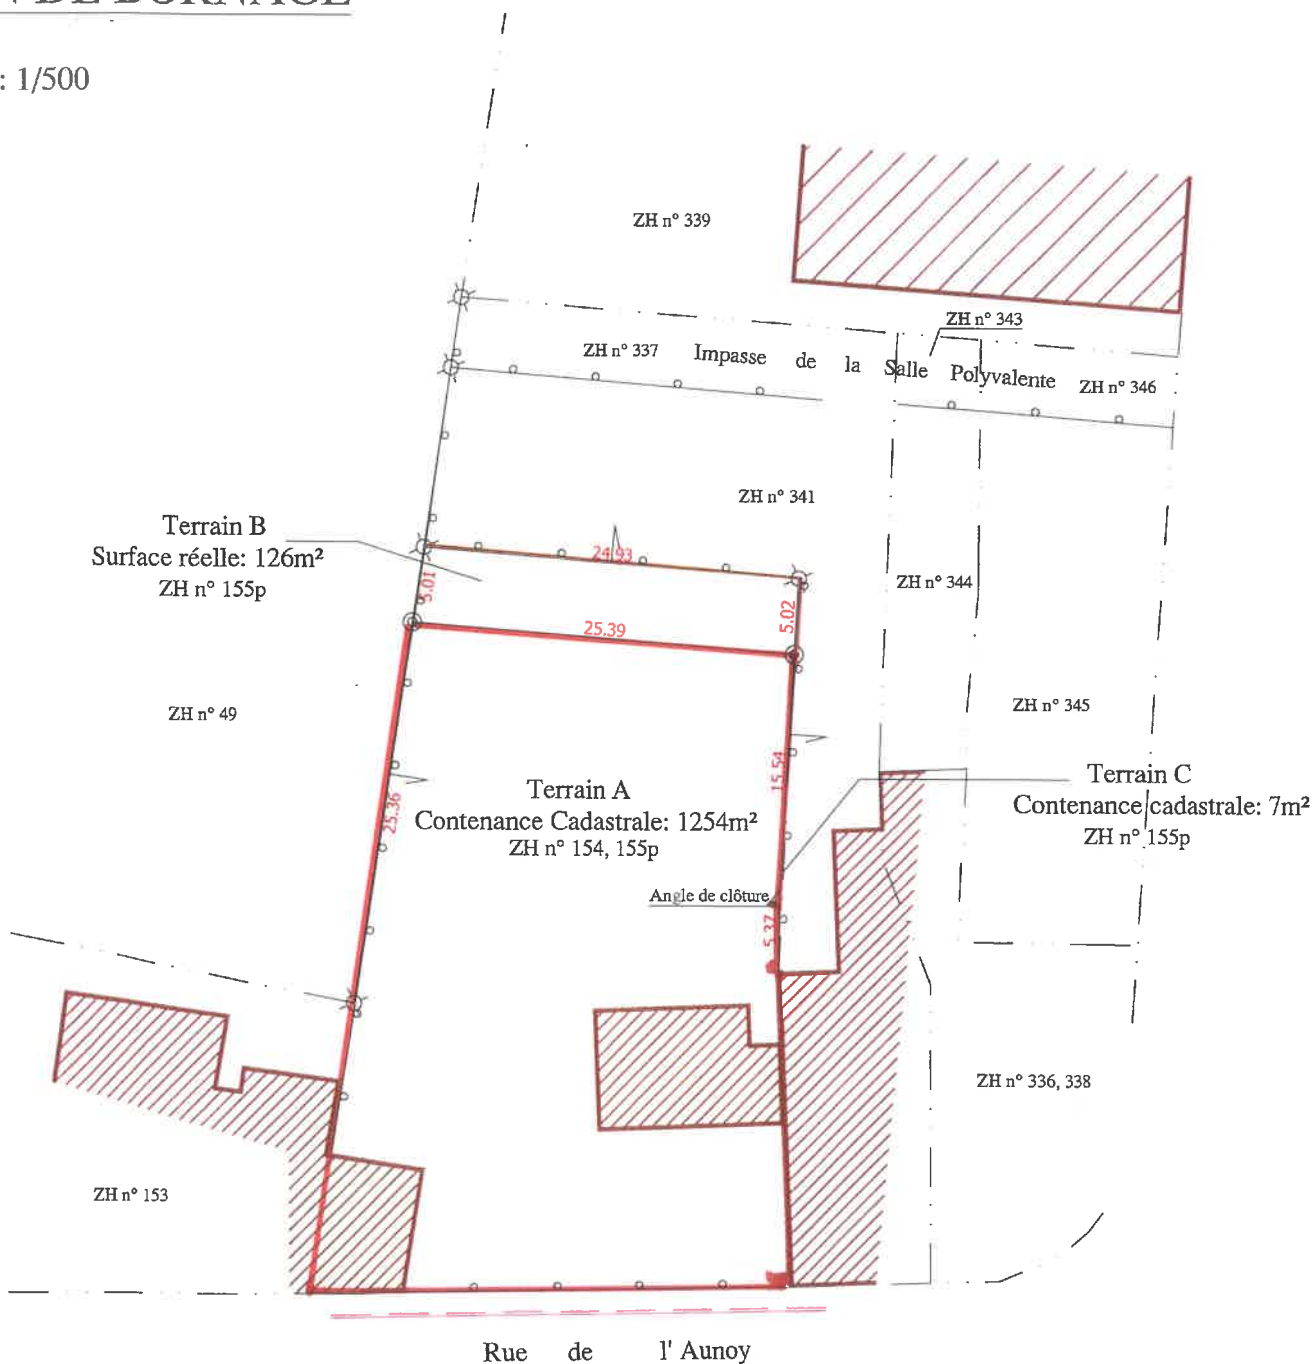 DE BORNAGE
: 1/500
ZH n° 339
ZH n° 343
ZH n° 337 Impasse de la Salle Polyvalente ZH n° 346
ZH n° 341
Terrain B
Surface réelle: 126m²
ZH n° 155p
24.93
ZH n° 344
5.01
5.02
25.39
ZH n° 49
ZH n° 345
15.54
25.36
Terrain A
Contenance Cadastrale: 1254m²
ZH n° 154, 155p
Terrain C
Contenance cadastrale: 7m²
ZH n° 155p
Angle de clôture
5.37
ZH n° 336, 338
ZH n° 153
Rue de l' Aunoy